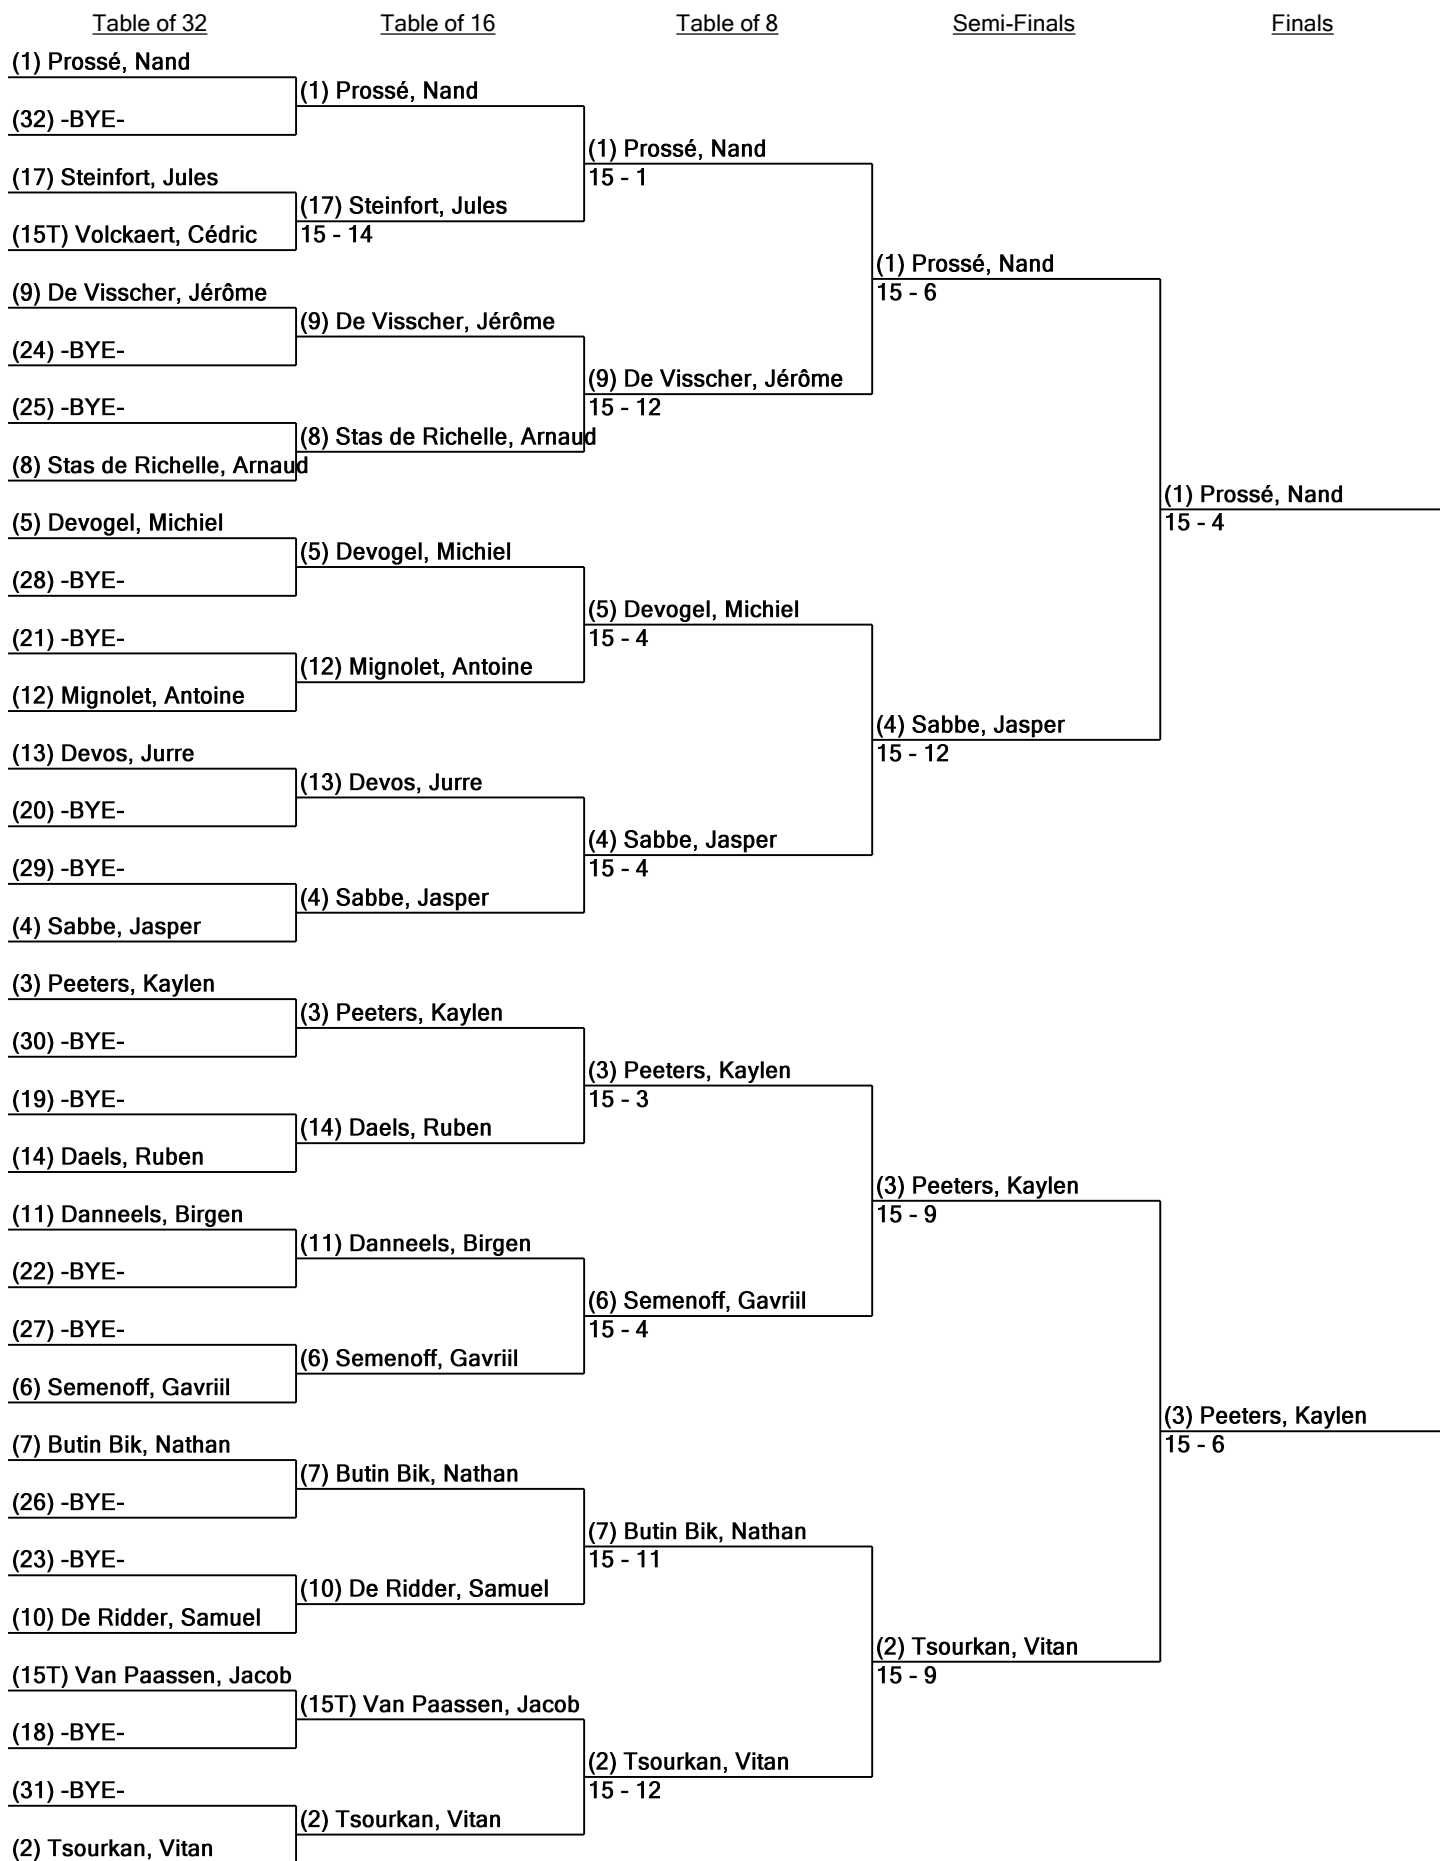 Table of 32
Table of 16
Table of 8
Semi-Finals
Finals
(1) Prossé, Nand
(32) -BYE-
(17) Steinfort, Jules
(15T) Volckaert, Cédric
(9) De Visscher, Jérôme
(24) -BYE-
(25) -BYE-
(8) Stas de Richelle, Arnaud
(5) Devogel, Michiel
(28) -BYE-
(21) -BYE-
(12) Mignolet, Antoine
(13) Devos, Jurre
(20) -BYE-
(29) -BYE-
(4) Sabbe, Jasper
(3) Peeters, Kaylen
(30) -BYE-
(19) -BYE-
(14) Daels, Ruben
(11) Danneels, Birgen
(22) -BYE-
(27) -BYE-
(6) Semenoff, Gavriil
(7) Butin Bik, Nathan
(26) -BYE-
(23) -BYE-
(10) De Ridder, Samuel
(15T) Van Paassen, Jacob
(18) -BYE-
(31) -BYE-
(2) Tsourkan, Vitan
(1) Prossé, Nand
(17) Steinfort, Jules
15 - 14
(9) De Visscher, Jérôme
(8) Stas de Richelle, Arnaud
(5) Devogel, Michiel
(12) Mignolet, Antoine
(13) Devos, Jurre
(4) Sabbe, Jasper
(3) Peeters, Kaylen
(14) Daels, Ruben
(11) Danneels, Birgen
(6) Semenoff, Gavriil
(7) Butin Bik, Nathan
(10) De Ridder, Samuel
(15T) Van Paassen, Jacob
(2) Tsourkan, Vitan
(1) Prossé, Nand
15 - 1
(9) De Visscher, Jérôme
15 - 12
(5) Devogel, Michiel
15 - 4
(4) Sabbe, Jasper
15 - 4
(3) Peeters, Kaylen
15 - 3
(6) Semenoff, Gavriil
15 - 4
(7) Butin Bik, Nathan
15 - 11
(2) Tsourkan, Vitan
15 - 12
(1) Prossé, Nand
15 - 6
(4) Sabbe, Jasper
15 - 12
(3) Peeters, Kaylen
15 - 9
(2) Tsourkan, Vitan
15 - 9
(1) Prossé, Nand
15 - 4
(3) Peeters, Kaylen
15 - 6